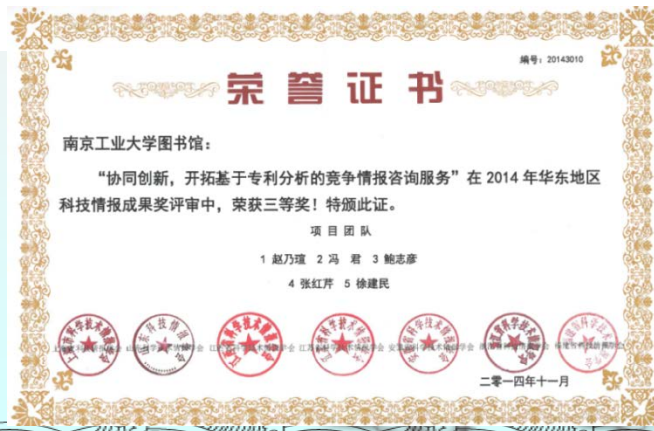 编号：20143010
荣誉证书
南京工业大学图书馆：
“协同创新，开拓基于专利分析的竞争情报咨询服务”在 2014 年华东地区
科技情报成果奖评审中，荣获三等奖！特颁此证。
项目团队
1 赵乃瑄 2 冯 君 3 鲍志彦
4 张红芹 5 徐建民
二零一四年十一月